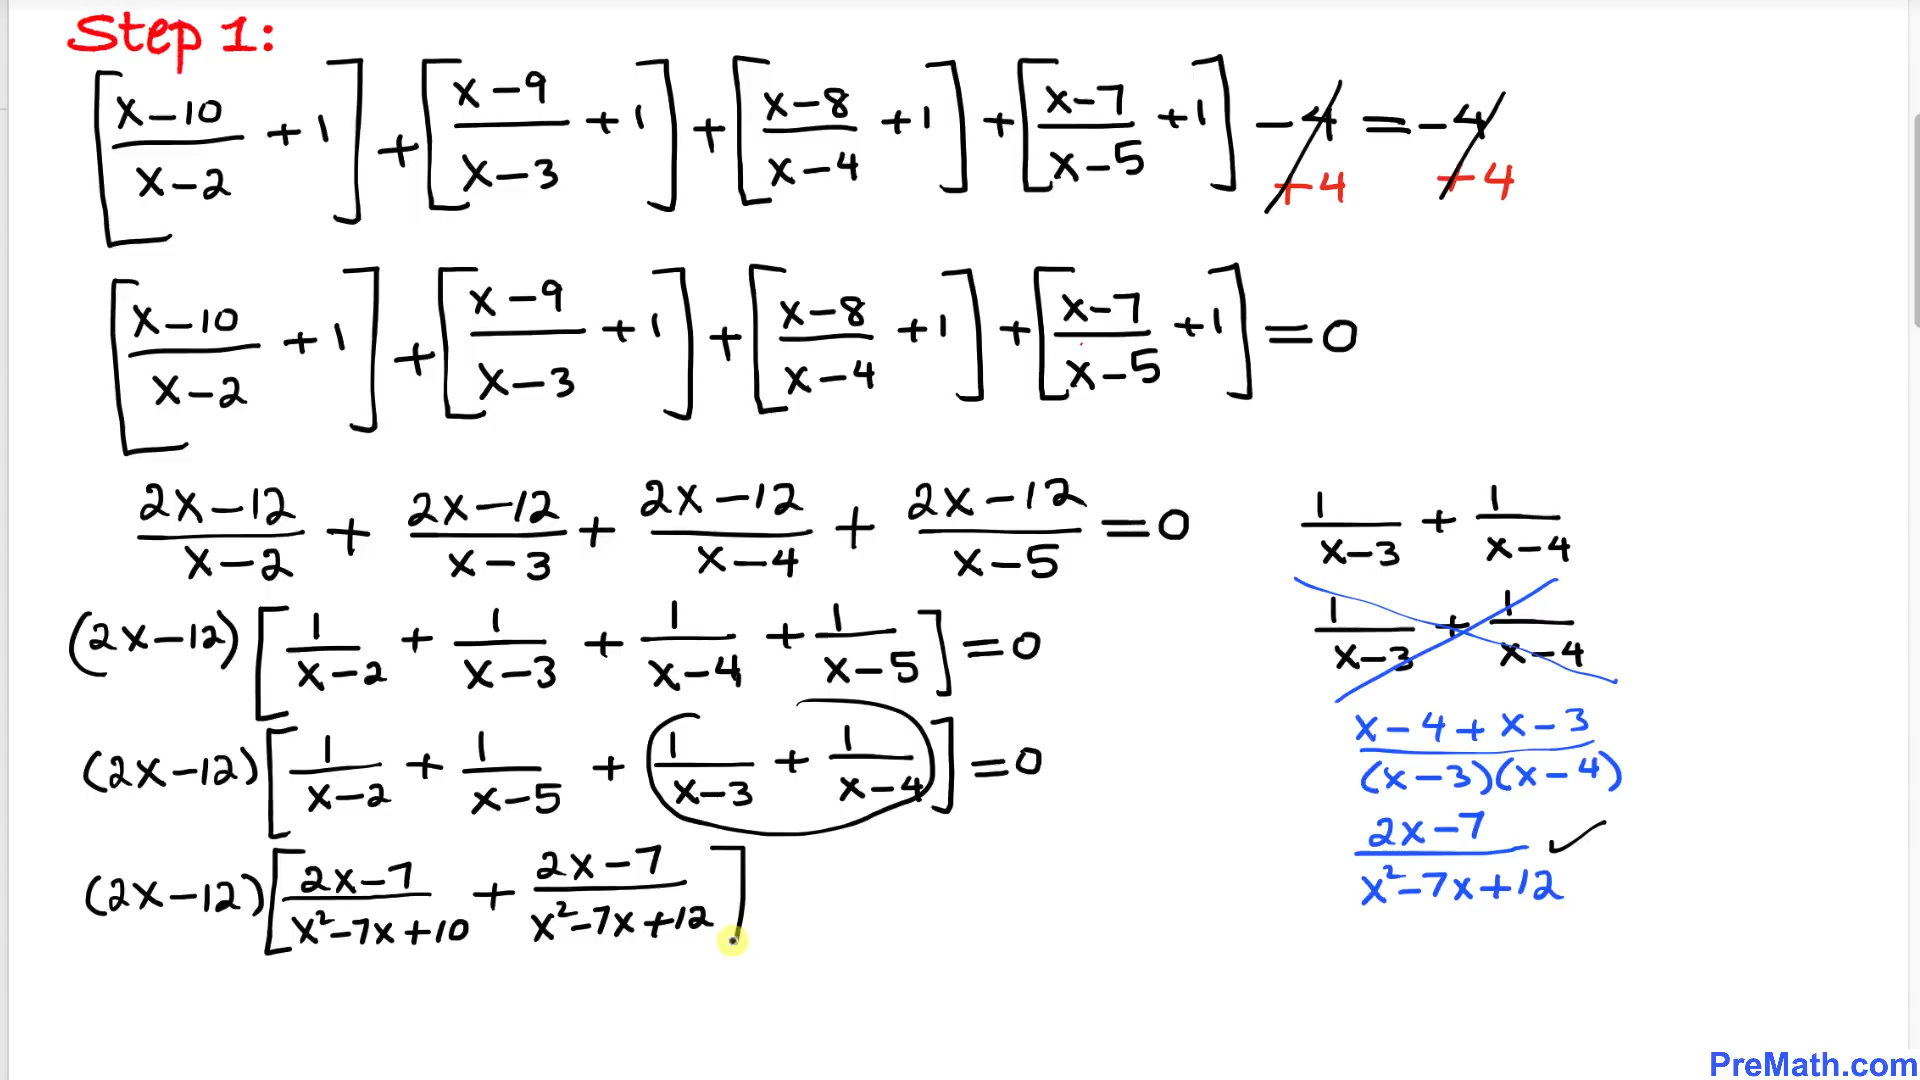 Step 1:
[x-10/x-2 + 1] + [x-9/x-3 + 1] + [x-8/x-4 + 1] + [x-7/x-5 + 1] - 4 = - 4
+4 +4
[x-10/x-2 + 1] + [x-9/x-3 + 1] + [x-8/x-4 + 1] + [x-7/x-5 + 1] = 0
2x-12/x-2 + 2x-12/x-3 + 2x-12/x-4 + 2x-12/x-5 = 0
(2x-12)[1/x-2 + 1/x-3 + 1/x-4 + 1/x-5] = 0
(2x-12)[1/x-2 + 1/x-5 + 1/x-3 + 1/x-4] = 0
(2x-12)[2x-7/x²-7x+10 + 2x-7/x²-7x+12]
1/x-3 + 1/x-4
1/x-3 + 1/x-4
x-4+x-3/(x-3)(x-4)
2x-7/x²-7x+12 ✓
PreMath.com